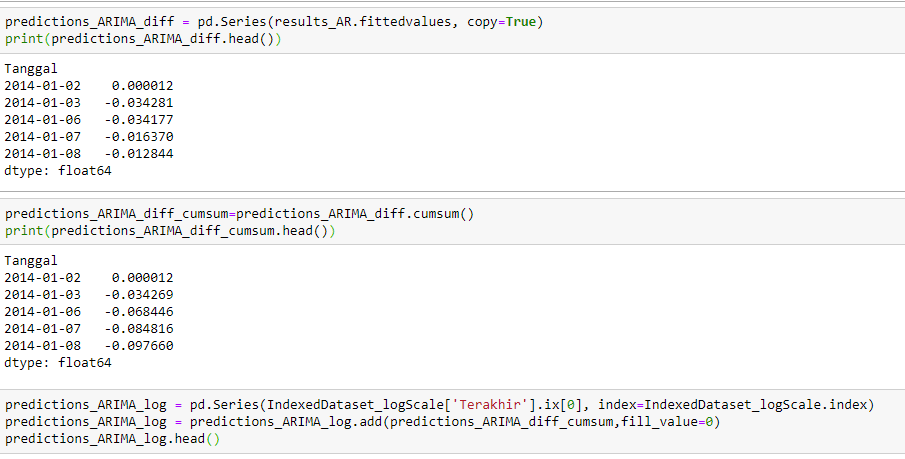 predictions_ARIMA_diff = pd.Series(results_AR.fittedvalues, copy=True)
print(predictions_ARIMA_diff.head())
Tanggal
2014-01-02    0.000012
2014-01-03   -0.034281
2014-01-06   -0.034177
2014-01-07   -0.016370
2014-01-08   -0.012844
dtype: float64
predictions_ARIMA_diff_cumsum=predictions_ARIMA_diff.cumsum()
print(predictions_ARIMA_diff_cumsum.head())
Tanggal
2014-01-02    0.000012
2014-01-03   -0.034269
2014-01-06   -0.068446
2014-01-07   -0.084816
2014-01-08   -0.097660
dtype: float64
predictions_ARIMA_log = pd.Series(IndexedDataset_logScale['Terakhir'].ix[0], index=IndexedDataset_logScale.index)
predictions_ARIMA_log = predictions_ARIMA_log.add(predictions_ARIMA_diff_cumsum,fill_value=0)
predictions_ARIMA_log.head()